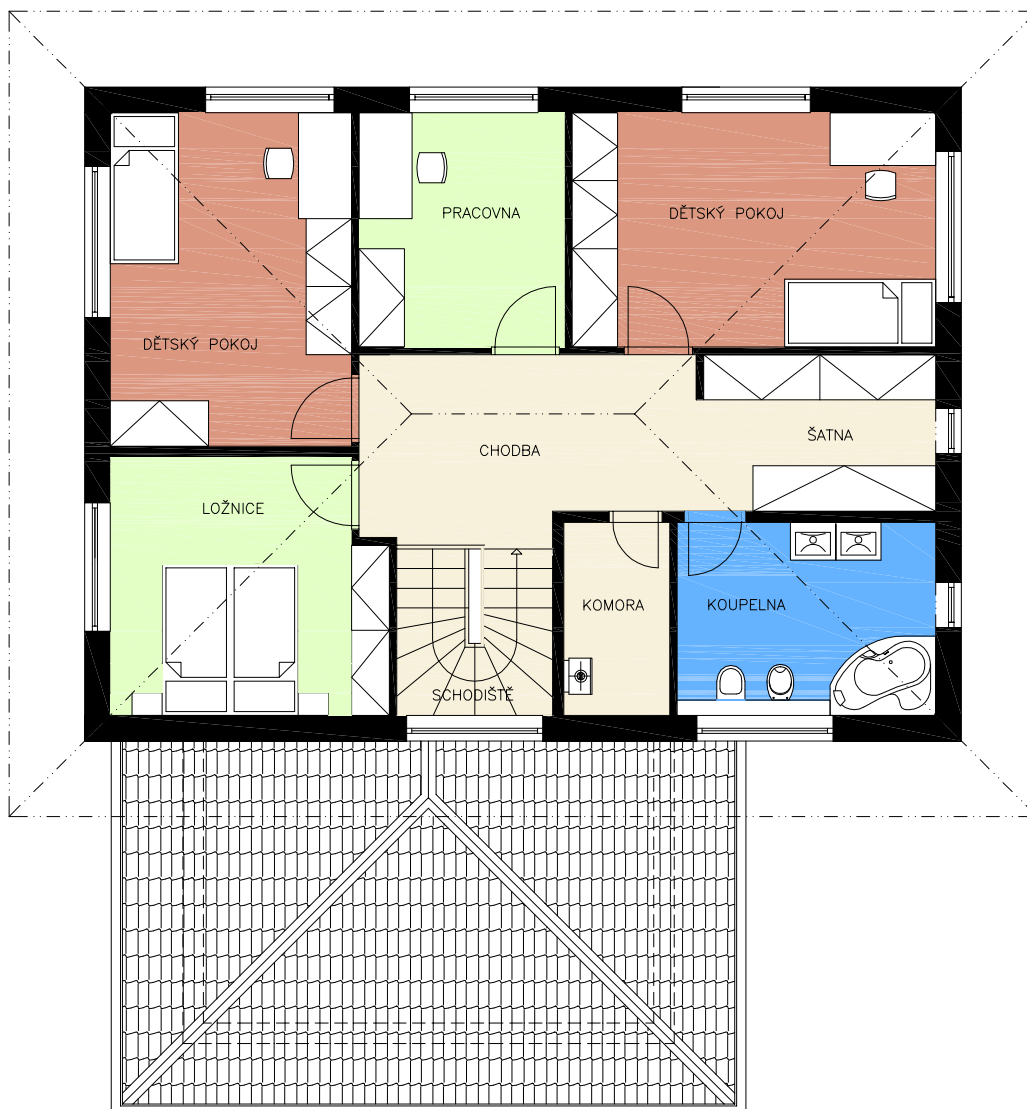 PRACOVNA
DĚTSKÝ POKOJ
DĚTSKÝ POKOJ
ŠATNA
CHODBA
LOŽNICE
KOMORA
KOUPELNA
SCHODIŠTĚ